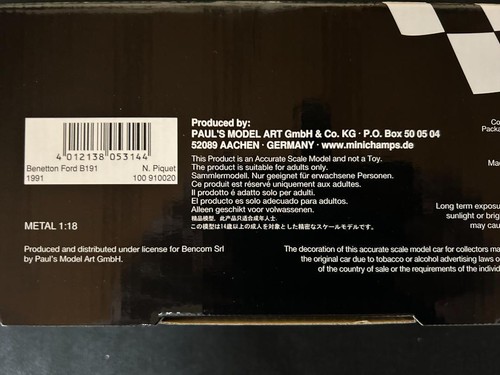 4 012138 053144
Benetton Ford B191 N. Piquet
1991 100 910020
METAL 1:18
Produced and distributed under license for Bencom Srl
by Paul's Model Art GmbH.
Produced by:
PAUL'S MODEL ART GmbH & Co. KG · P.O. Box 50 05 04
52089 AACHEN · GERMANY · www.minichamps.de
This Product is an Accurate Scale Model and not a Toy.
The product is suitable for adults only.
Sammlermodell. Nur geeignet für erwachsene Personen.
Ce produit est réservé uniquement aux adultes.
Il prodotto è adatto solo per adulti.
El producto es solo adecuado para adultos.
Alleen geschikt voor volwassenen.
精品模型，此产品只适合成年人士.
この模型は14歳以上の成人を対象とした精密なスケールモデルです。
Co
Packa
Mad
Long term exposu
sunlight or brigh
may cau
The decoration of this accurate scale model car for collectors ma
the original car due to tobacco or alcohol advertising laws o
of the country of sale or the requirements of the individ